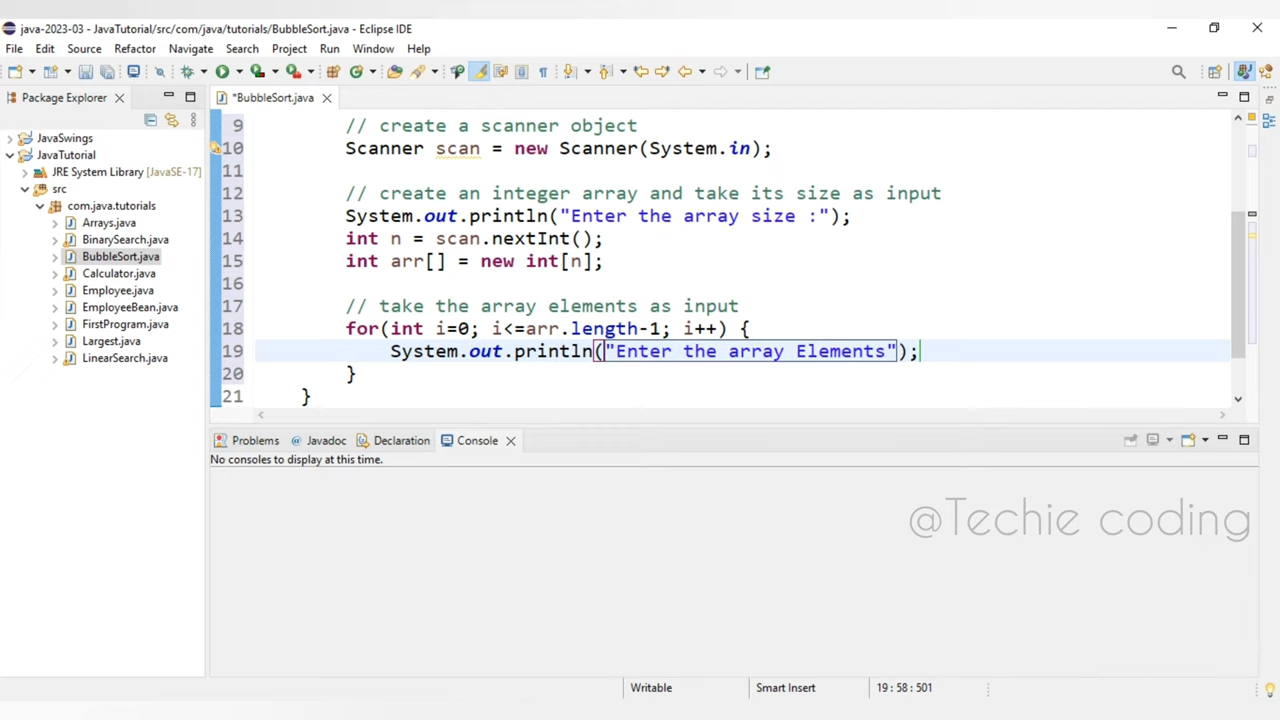 java-2023-03 - JavaTutorial/src/com/java/tutorials/BubbleSort.java - Eclipse IDE
File Edit Source Refactor Navigate Search Project Run Window Help
Package Explorer
*BubbleSort.java
JavaSwings
JavaTutorial
JRE System Library [JavaSE-17]
src
com.java.tutorials
Arrays.java
BinarySearch.java
BubbleSort.java
Calculator.java
Employee.java
EmployeeBean.java
FirstProgram.java
Largest.java
LinearSearch.java
9 // create a scanner object
10 Scanner scan = new Scanner(System.in);
11
12 // create an integer array and take its size as input
13 System.out.println("Enter the array size :");
14 int n = scan.nextInt();
15 int arr[] = new int[n];
16
17 // take the array elements as input
18 for(int i=0; i<=arr.length-1; i++) {
19 System.out.println("Enter the array Elements");
20 }
21 }
Problems @ Javadoc Declaration Console
No consoles to display at this time.
@Techie coding
Writable Smart Insert 19 : 58 : 501